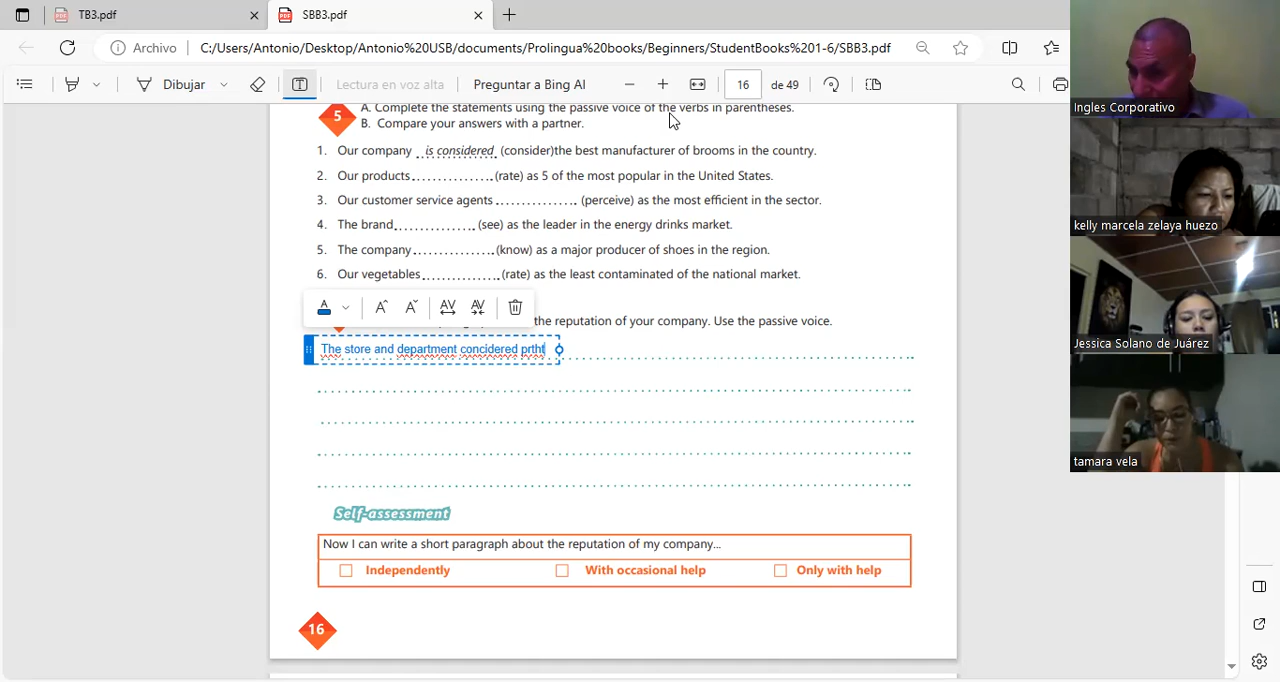 TB3.pdf
SBB3.pdf
Archivo
C:/Users/Antonio/Desktop/Antonio%20USB/documents/Prolingua%20books/Beginners/StudentBooks%201-6/SBB3.pdf
Dibujar
Lectura en voz alta
Preguntar a Bing AI
16
de 49
5
A. Complete the statements using the passive voice of the verbs in parentheses.
B. Compare your answers with a partner.
1. Our company is considered (consider)the best manufacturer of brooms in the country.
2. Our products.............. (rate) as 5 of the most popular in the United States.
3. Our customer service agents .............. (perceive) as the most efficient in the sector.
4. The brand.............. (see) as the leader in the energy drinks market.
5. The company.............. (know) as a major producer of shoes in the region.
6. Our vegetables.............. (rate) as the least contaminated of the national market.
the reputation of your company. Use the passive voice.
The store and department concidered prtht
Self-assessment
Now I can write a short paragraph about the reputation of my company...
Independently
With occasional help
Only with help
16
Ingles Corporativo
kelly marcela zelaya huezo
Jessica Solano de Juárez
tamara vela